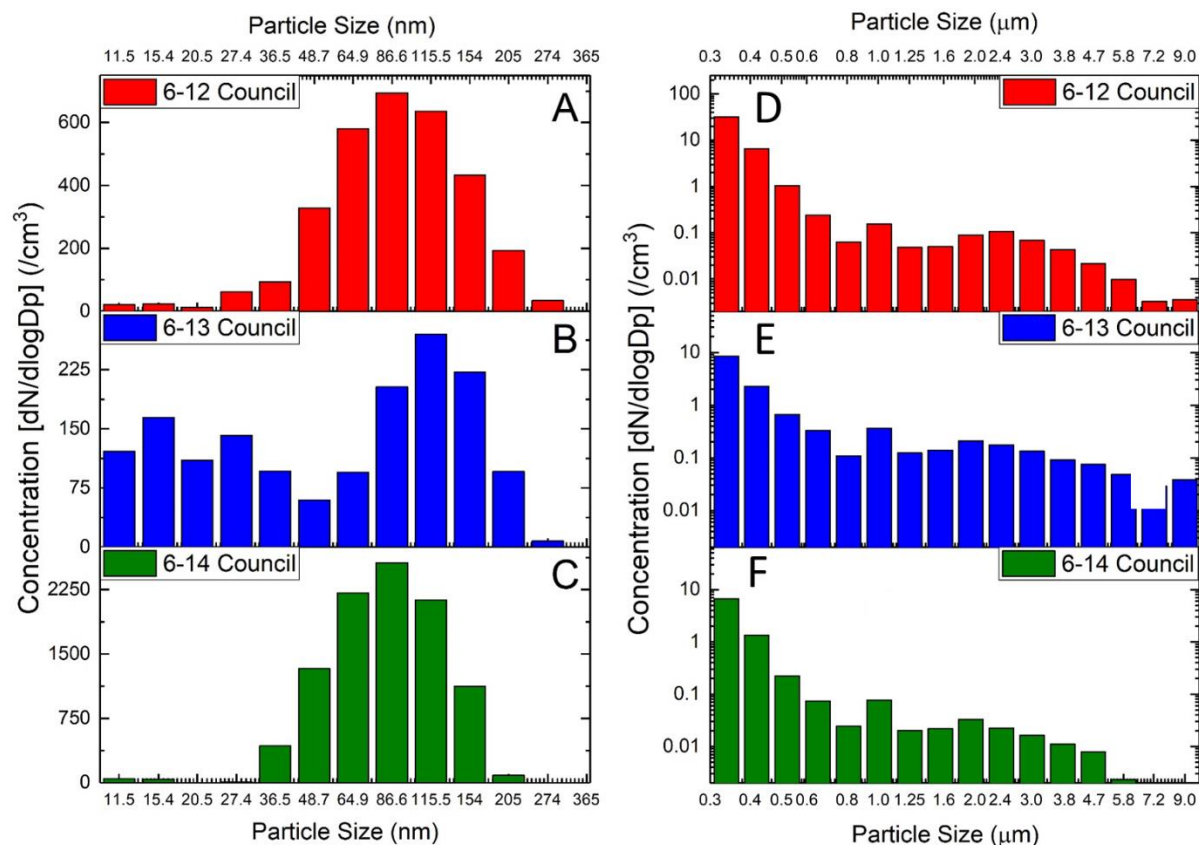 Particle Size (nm)
11.5 15.4 20.5 27.4 36.5 48.7 64.9 86.6 115.5 154 205 274 365
Particle Size (μm)
0.3 0.4 0.5 0.6 0.8 1.0 1.25 1.6 2.0 2.4 3.0 3.8 4.7 5.8 7.2 9.0
Concentration [dN/dlogDp] (/cm³)
6-12 Council
A
600
400
200
0
6-13 Council
B
225
150
75
0
6-14 Council
C
2250
1500
750
0
11.5 15.4 20.5 27.4 36.5 48.7 64.9 86.6 115.5 154 205 274 365
Particle Size (nm)
Concentration [dN/dlogDp] (/cm³)
D
6-12 Council
100
10
1
0.1
0.01
E
6-13 Council
10
1
0.1
0.01
F
6-14 Council
10
1
0.1
0.01
0.3 0.4 0.5 0.6 0.8 1.0 1.25 1.6 2.0 2.4 3.0 3.8 4.7 5.8 7.2 9.0
Particle Size (μm)